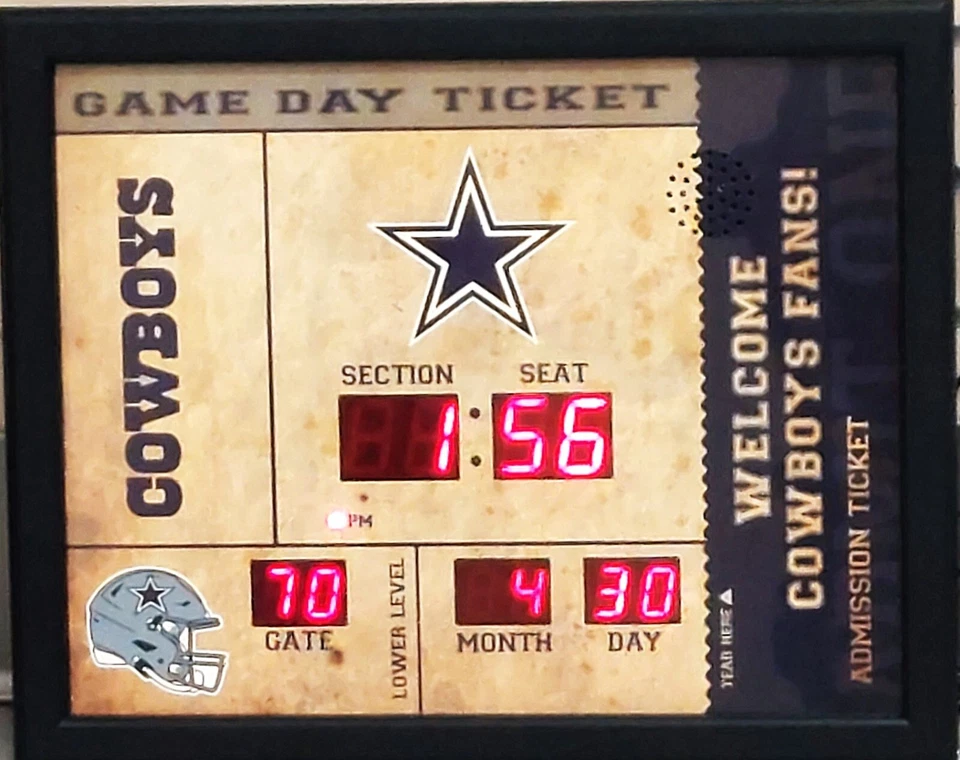 GAME DAY TICKET
COWBOYS
SECTION SEAT
1:56
PM
70
GATE
LOWER LEVEL
4 30
MONTH DAY
WELCOME
COWBOYS FANS!
TEAR HERE
ADMISSION TICKET